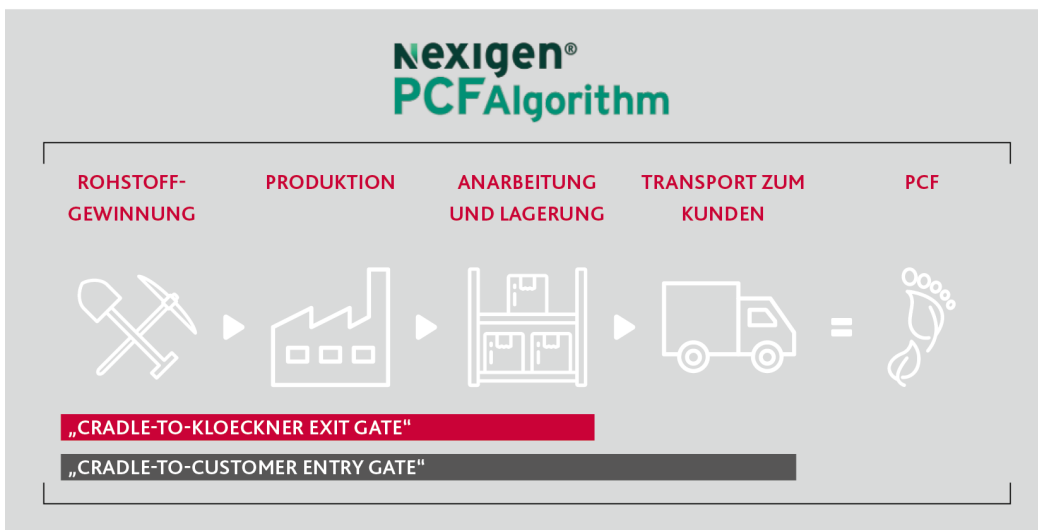 Nexigen®
PCFAlgorithm
ROHSTOFF-
GEWINNUNG
PRODUKTION
ANARBEITUNG
UND LAGERUNG
TRANSPORT ZUM
KUNDEN
PCF
=
„CRADLE-TO-KLOECKNER EXIT GATE“
„CRADLE-TO-CUSTOMER ENTRY GATE“